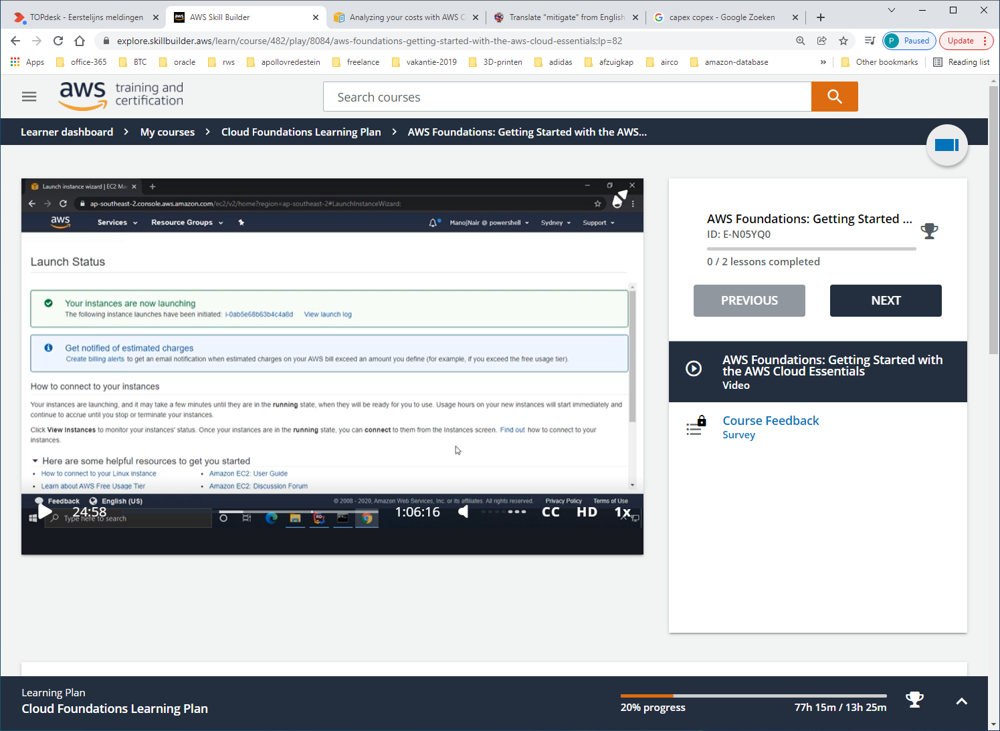 TOPdesk - Eerstelijns meldingen
AWS Skill Builder
Analyzing your costs with AWS C
Translate "mitigate" from English
capex copex - Google Zoeken
explore.skillbuilder.aws/learn/course/482/play/8084/aws-foundations-getting-started-with-the-aws-cloud-essentials;lp=82
P Paused
Update
Apps
office-365
BTC
oracle
rws
apollovredestein
freelance
vakantie-2019
3D-printen
adidas
afzuigkap
airco
amazon-database
»
Other bookmarks
Reading list
aws training and
certification
Search courses
Learner dashboard > My courses > Cloud Foundations Learning Plan > AWS Foundations: Getting Started with the AWS...
Launch instance wizard | EC2 Ma
ap-southeast-2.console.aws.amazon.com/ec2/v2/home?region=ap-southeast-2#LaunchInstanceWizard:
aws Services Resource Groups ManojNair @ powershell Sydney Support
Launch Status
Your instances are now launching
The following instance launches have been initiated: i-0ab5e68b63b4c4a8d View launch log
Get notified of estimated charges
Create billing alerts to get an email notification when estimated charges on your AWS bill exceed an amount you define (for example, if you exceed the free usage tier).
How to connect to your instances
Your instances are launching, and it may take a few minutes until they are in the running state, when they will be ready for you to use. Usage hours on your new instances will start immediately and
continue to accrue until you stop or terminate your instances.
Click View Instances to monitor your instances' status. Once your instances are in the running state, you can connect to them from the Instances screen. Find out how to connect to your
instances.
Here are some helpful resources to get you started
• How to connect to your Linux instance
• Amazon EC2: User Guide
• Learn about AWS Free Usage Tier
• Amazon EC2: Discussion Forum
Feedback English (US)
© 2008 - 2020, Amazon Web Services, Inc. or its affiliates. All rights reserved. Privacy Policy Terms of Use
24:58
1:06:16
CC HD 1x
Type here to search
AWS Foundations: Getting Started ...
ID: E-N05YQ0
0 / 2 lessons completed
PREVIOUS
NEXT
AWS Foundations: Getting Started with
the AWS Cloud Essentials
Video
Course Feedback
Survey
Learning Plan
Cloud Foundations Learning Plan
20% progress
77h 15m / 13h 25m